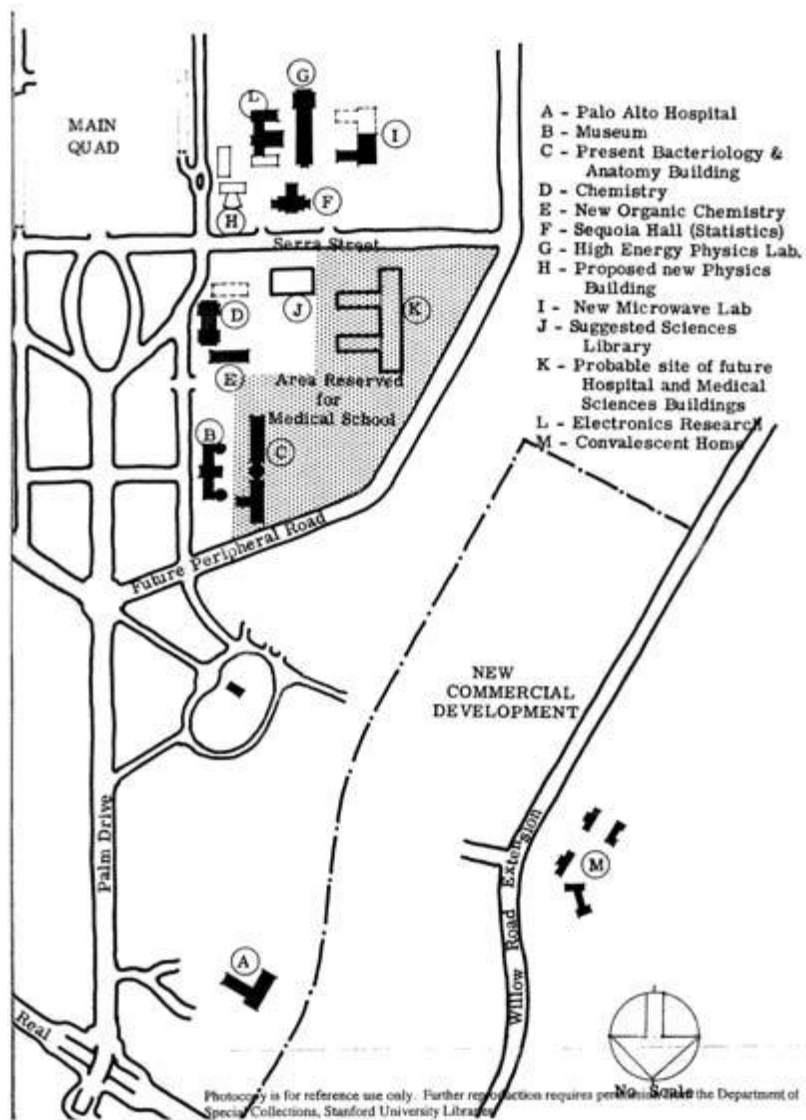 MAIN
QUAD
G
L
I
H
F
Serra Street
D
J
K
E
Area Reserved
for
Medical School
B
C
Future Peripheral Road
A - Palo Alto Hospital
B - Museum
C - Present Bacteriology &
Anatomy Building
D - Chemistry
E - New Organic Chemistry
F - Sequoia Hall (Statistics)
G - High Energy Physics Lab.
H - Proposed new Physics
Building
I - New Microwave Lab
J - Suggested Sciences
Library
K - Probable site of future
Hospital and Medical
Sciences Buildings
L - Electronics Research
M - Convalescent Home
NEW
COMMERCIAL
DEVELOPMENT
Palm Drive
Willow Road Extension
M
A
Real
No Scale
Photocopy is for reference use only. Further reproduction requires permission from the Department of
Special Collections, Stanford University Libraries